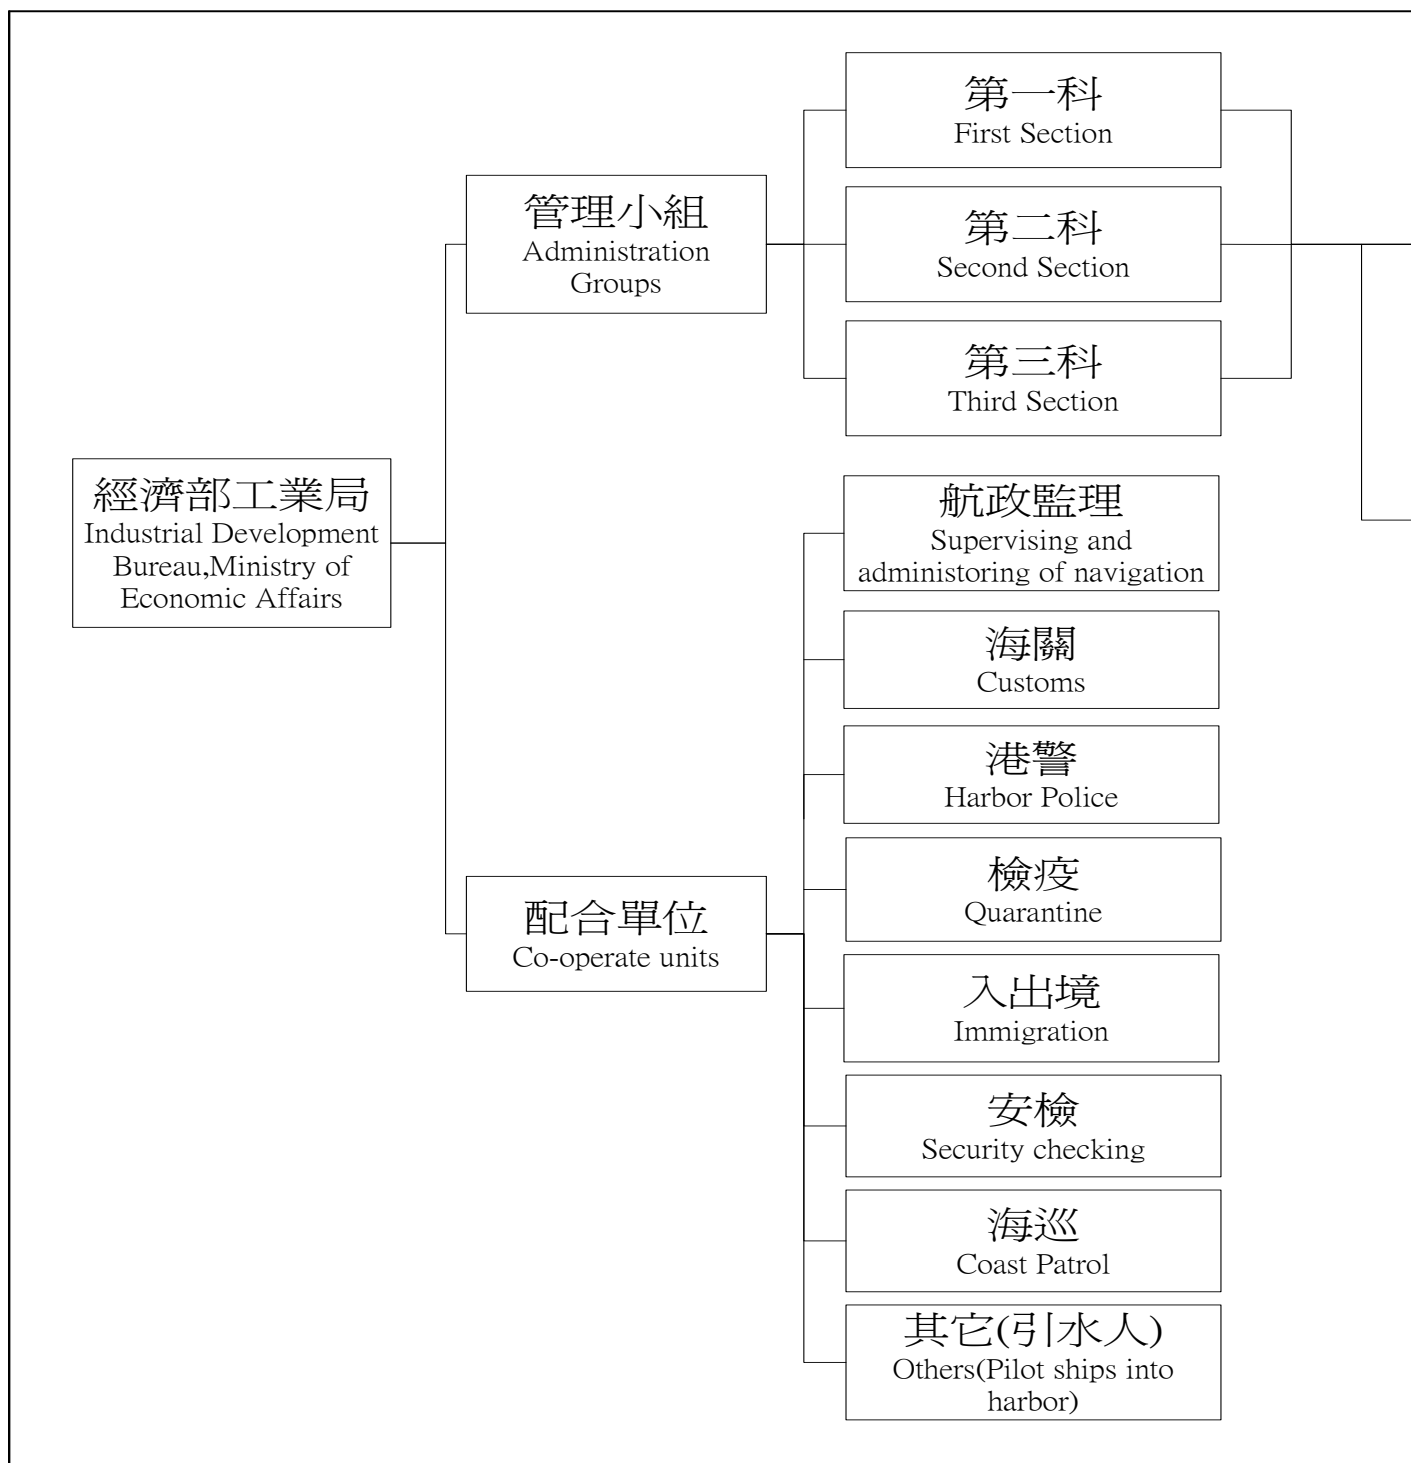 經濟部工業局
Industrial Development
Bureau,Ministry of
Economic Affairs
管理小組
Administration
Groups
第一科
First Section
第二科
Second Section
第三科
Third Section
配合單位
Co-operate units
航政監理
Supervising and
administoring of navigation
海關
Customs
港警
Harbor Police
檢疫
Quarantine
入出境
Immigration
安檢
Security checking
海巡
Coast Patrol
其它(引水人)
Others(Pilot ships into
harbor)